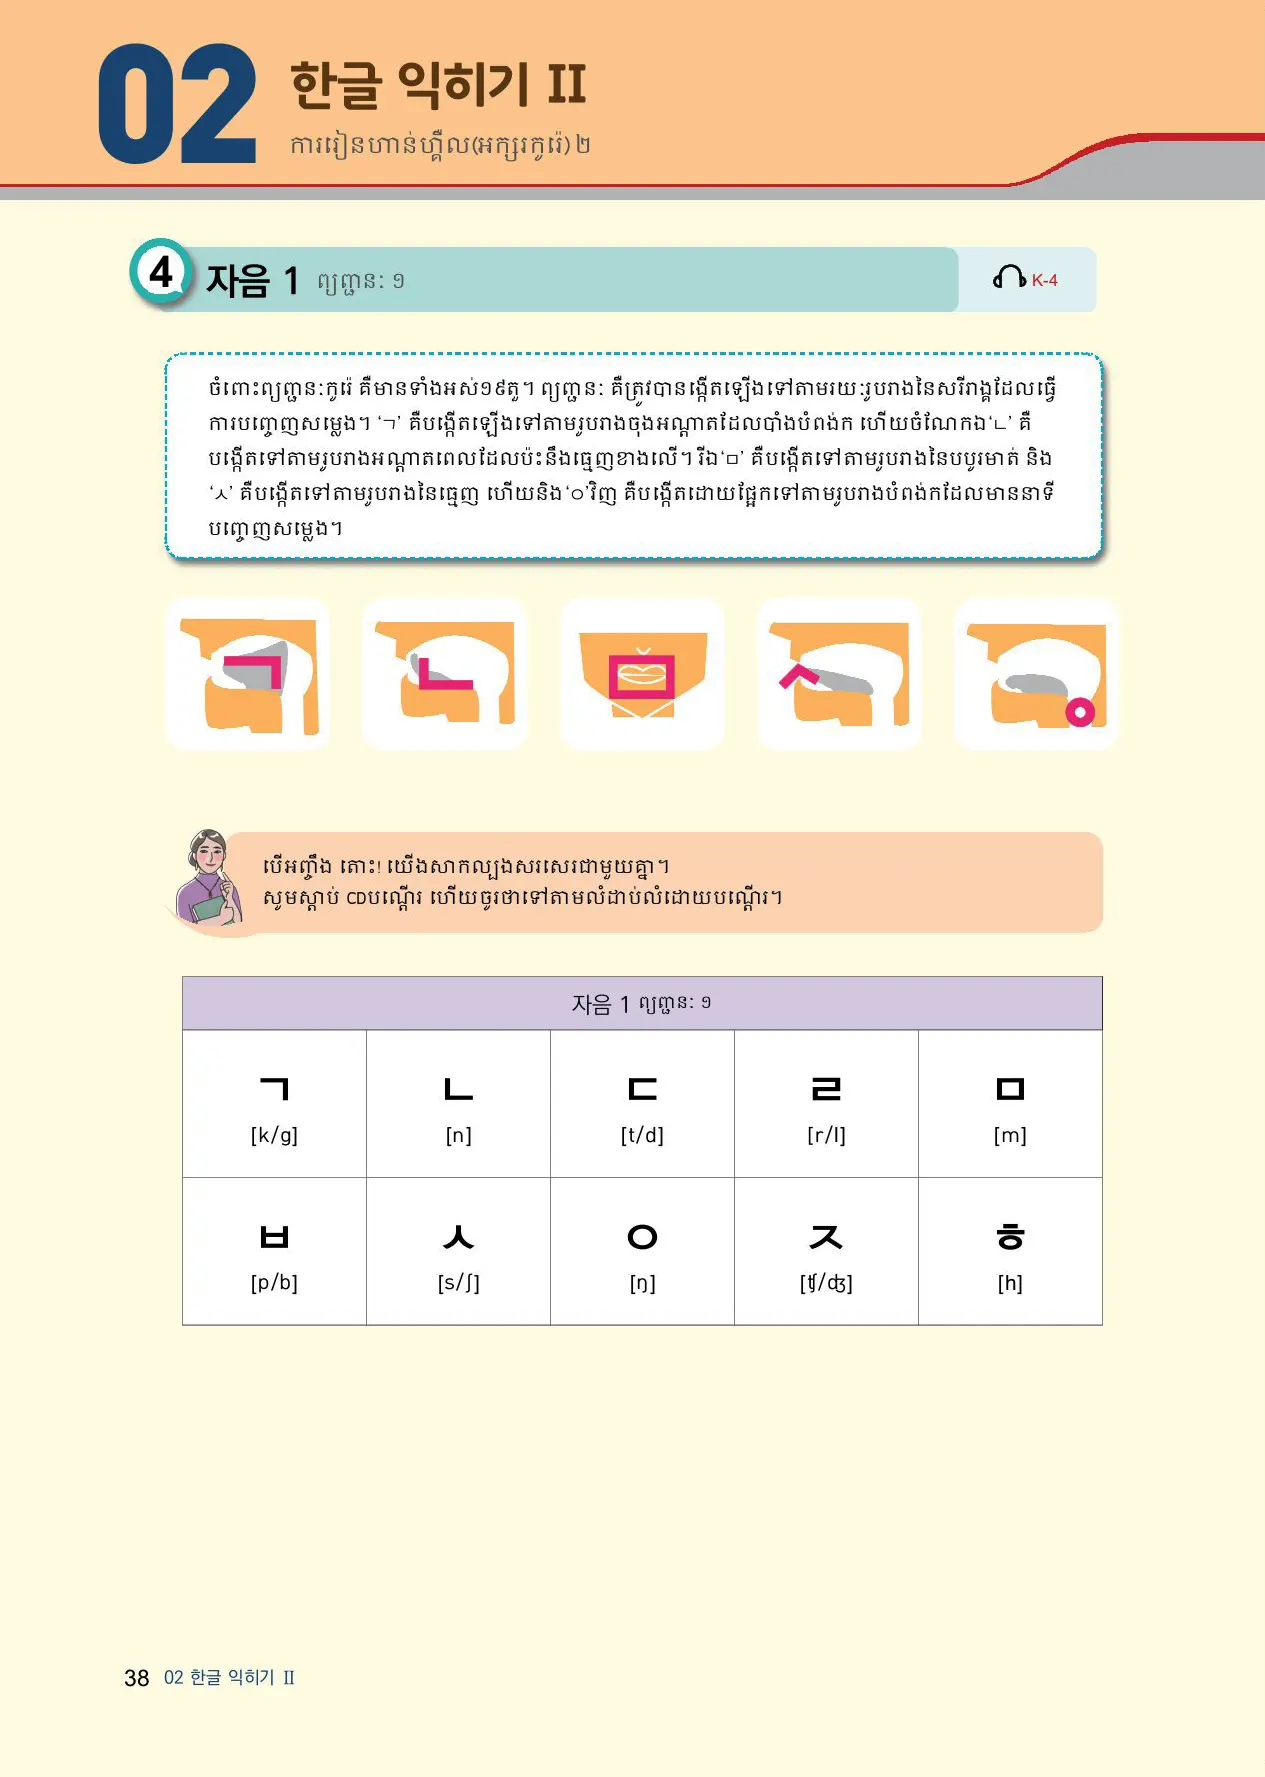 02
한글 익히기 II
ការរៀនហាន់ហ្គឺល(អក្សរកូរ៉េ) ២
4
자음 1 ព្យញ្ជនៈ ១
K-4
ចំពោះព្យញ្ជនៈកូរ៉េ គឺមានទាំងអស់១៩តួ។ ព្យញ្ជនៈ គឺត្រូវបានបង្កើតឡើងទៅតាមរយៈរូបរាងនៃសរីរាង្គដែលធ្វើ
ការបញ្ចេញសម្លេង។ ‘ㄱ’ គឺបង្កើតឡើងទៅតាមរូបរាងចុងអណ្តាតដែលបាំងបំពង់ក ហើយចំណែកឯ‘ㄴ’ គឺ
បង្កើតទៅតាមរូបរាងអណ្តាតពេលដែលប៉ះនឹងធ្មេញខាងលើ។ រីឯ‘ㅁ’ គឺបង្កើតទៅតាមរូបរាងនៃបបូរមាត់ និង
‘ㅅ’ គឺបង្កើតទៅតាមរូបរាងនៃធ្មេញ ហើយនិង‘ㅇ’វិញ គឺបង្កើតដោយផ្អែកទៅតាមរូបរាងបំពង់កដែលមាននាទី
បញ្ចេញសម្លេង។
ㄱ ㄴ ㅁ ㅅ ㅇ
បើអញ្ចឹង តោះ! យើងសាកល្បងសរសេរជាមួយគ្នា។
សូមស្តាប់ CDបណ្តើរ ហើយចូរថាទៅតាមលំដាប់លំដោយបណ្តើរ។
자음 1 ព្យញ្ជនៈ ១
ㄱ ㄴ ㄷ ㄹ ㅁ
[k/g] [n] [t/d] [r/l] [m]
ㅂ ㅅ ㅇ ㅈ ㅎ
[p/b] [s/ʃ] [ŋ] [ʧ/ʤ] [h]
38 02 한글 익히기 II